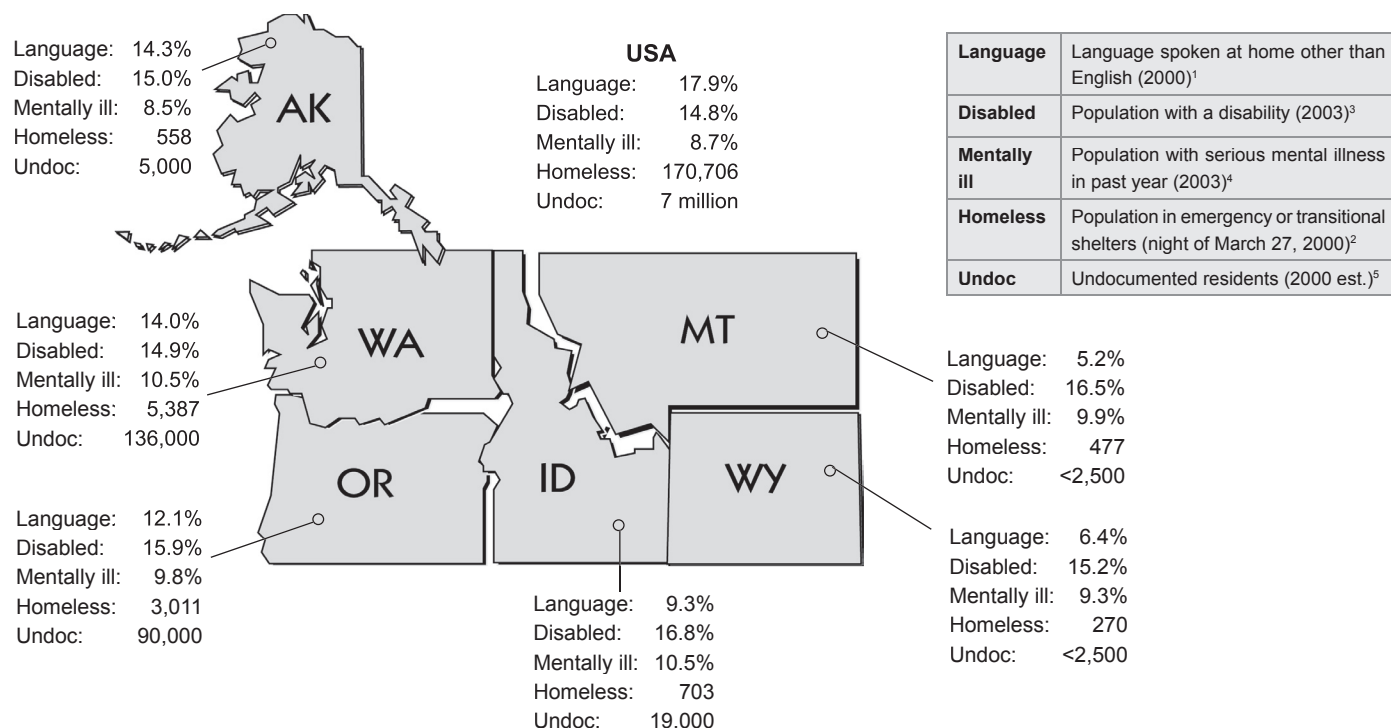 Language: 14.3%
Disabled: 15.0%
Mentally ill: 8.5%
Homeless: 558
Undoc: 5,000
AK
USA
Language: 17.9%
Disabled: 14.8%
Mentally ill: 8.7%
Homeless: 170,706
Undoc: 7 million
Language Language spoken at home other than
English (2000)¹
Disabled Population with a disability (2003)³
Mentally Population with serious mental illness
ill in past year (2003)⁴
Homeless Population in emergency or transitional
shelters (night of March 27, 2000)²
Undoc Undocumented residents (2000 est.)⁵
Language: 14.0%
Disabled: 14.9%
Mentally ill: 10.5%
Homeless: 5,387
Undoc: 136,000
WA
MT
Language: 5.2%
Disabled: 16.5%
Mentally ill: 9.9%
Homeless: 477
Undoc: <2,500
OR
ID
WY
Language: 12.1%
Disabled: 15.9%
Mentally ill: 9.8%
Homeless: 3,011
Undoc: 90,000
Language: 9.3%
Disabled: 16.8%
Mentally ill: 10.5%
Homeless: 703
Undoc: 19,000
Language: 6.4%
Disabled: 15.2%
Mentally ill: 9.3%
Homeless: 270
Undoc: <2,500